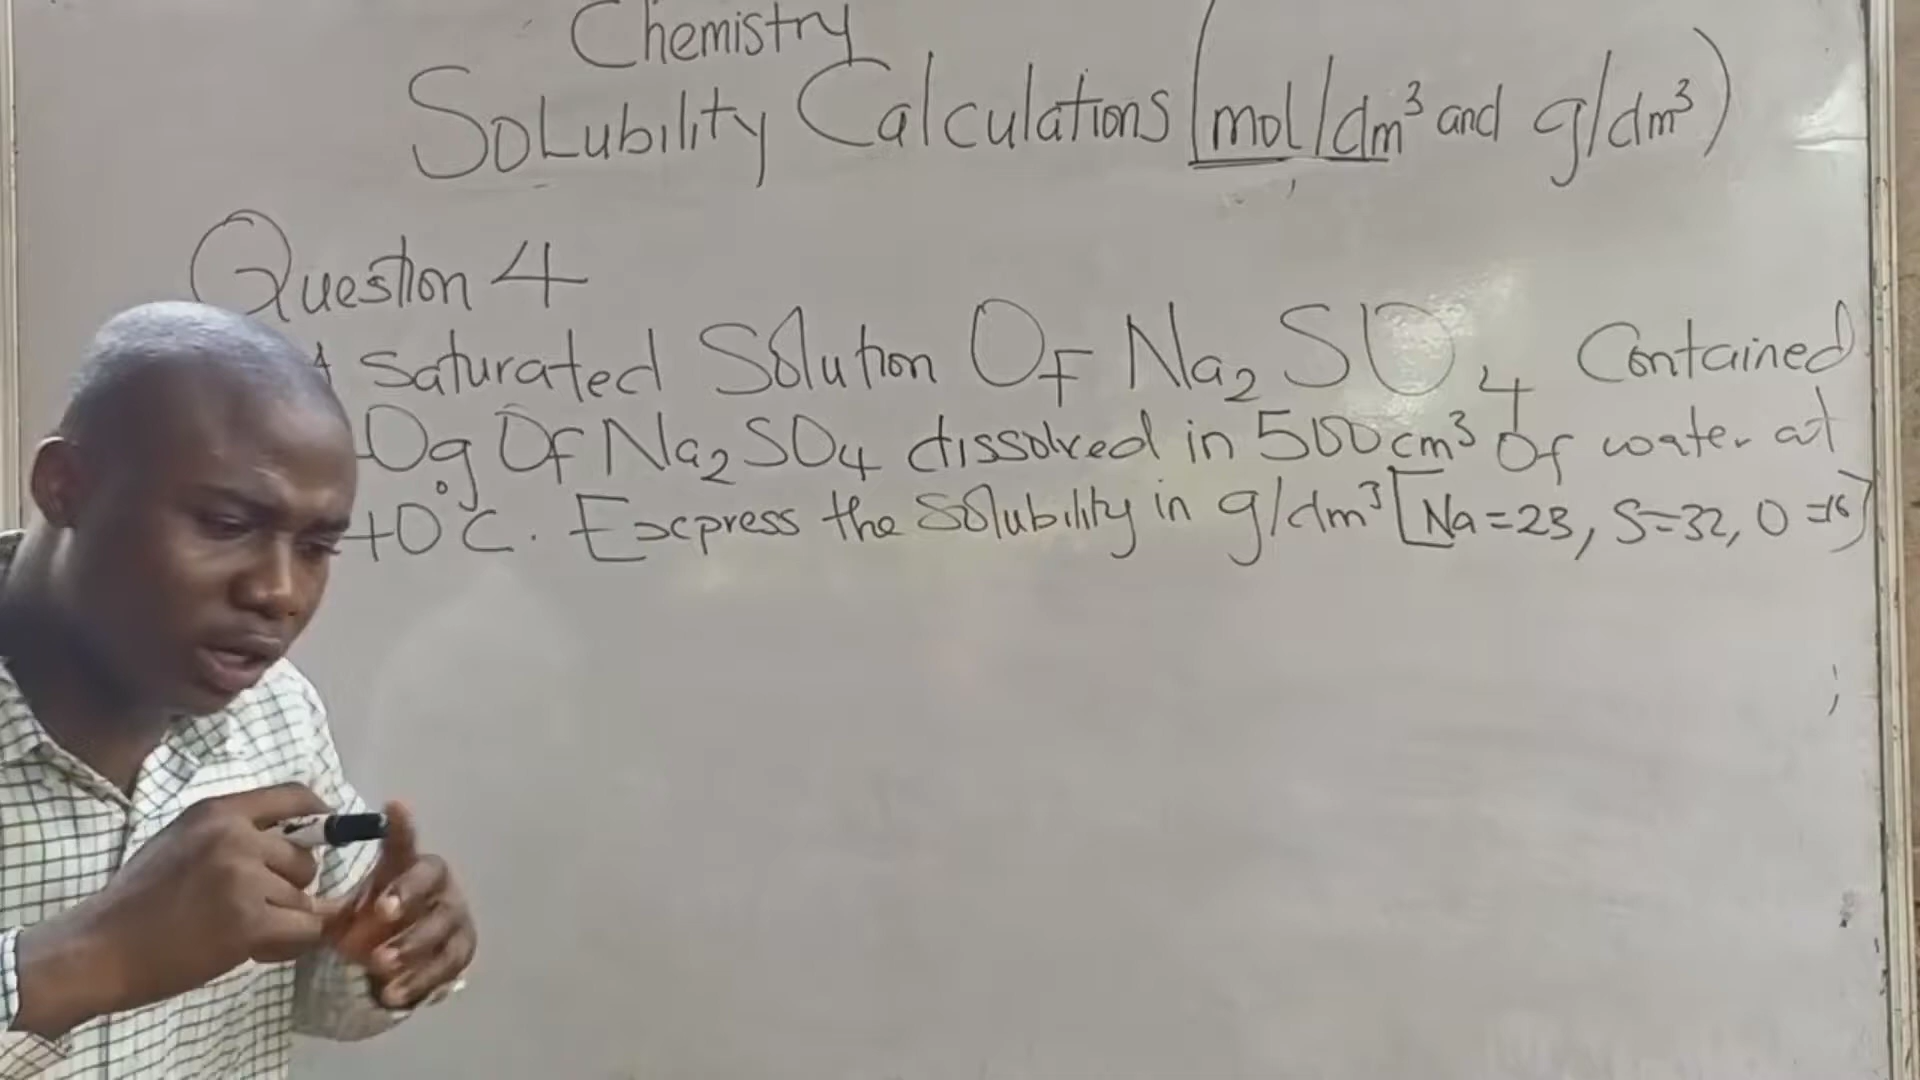 Chemistry
Solubility Calculations (mol/dm³ and g/dm³)
Question 4
A Saturated Solution Of Na₂SO₄ Contained
0g Of Na₂SO₄ dissolved in 500cm³ Of water at
0°C. Express the Solubility in g/dm³ [Na=23, S=32, O=16]